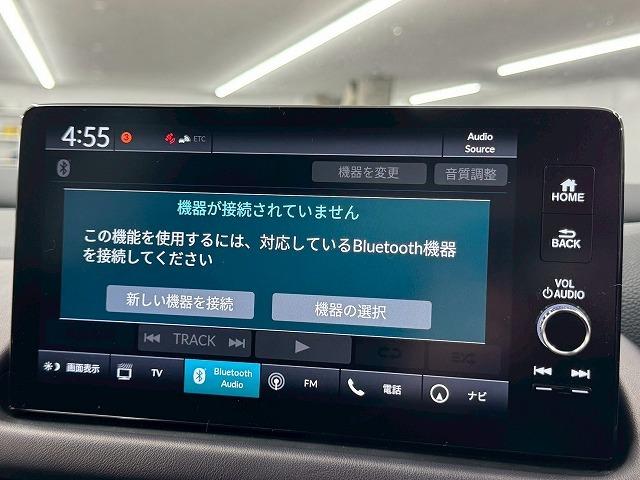 4:55
3
ETC
Audio
Source
機器を変更
音質調整
機器が接続されていません
この機能を使用するには、対応しているBluetooth機器
を接続してください
新しい機器を接続
機器の選択
TRACK
画面表示
TV
Bluetooth
Audio
FM
電話
ナビ
HOME
BACK
VOL
AUDIO